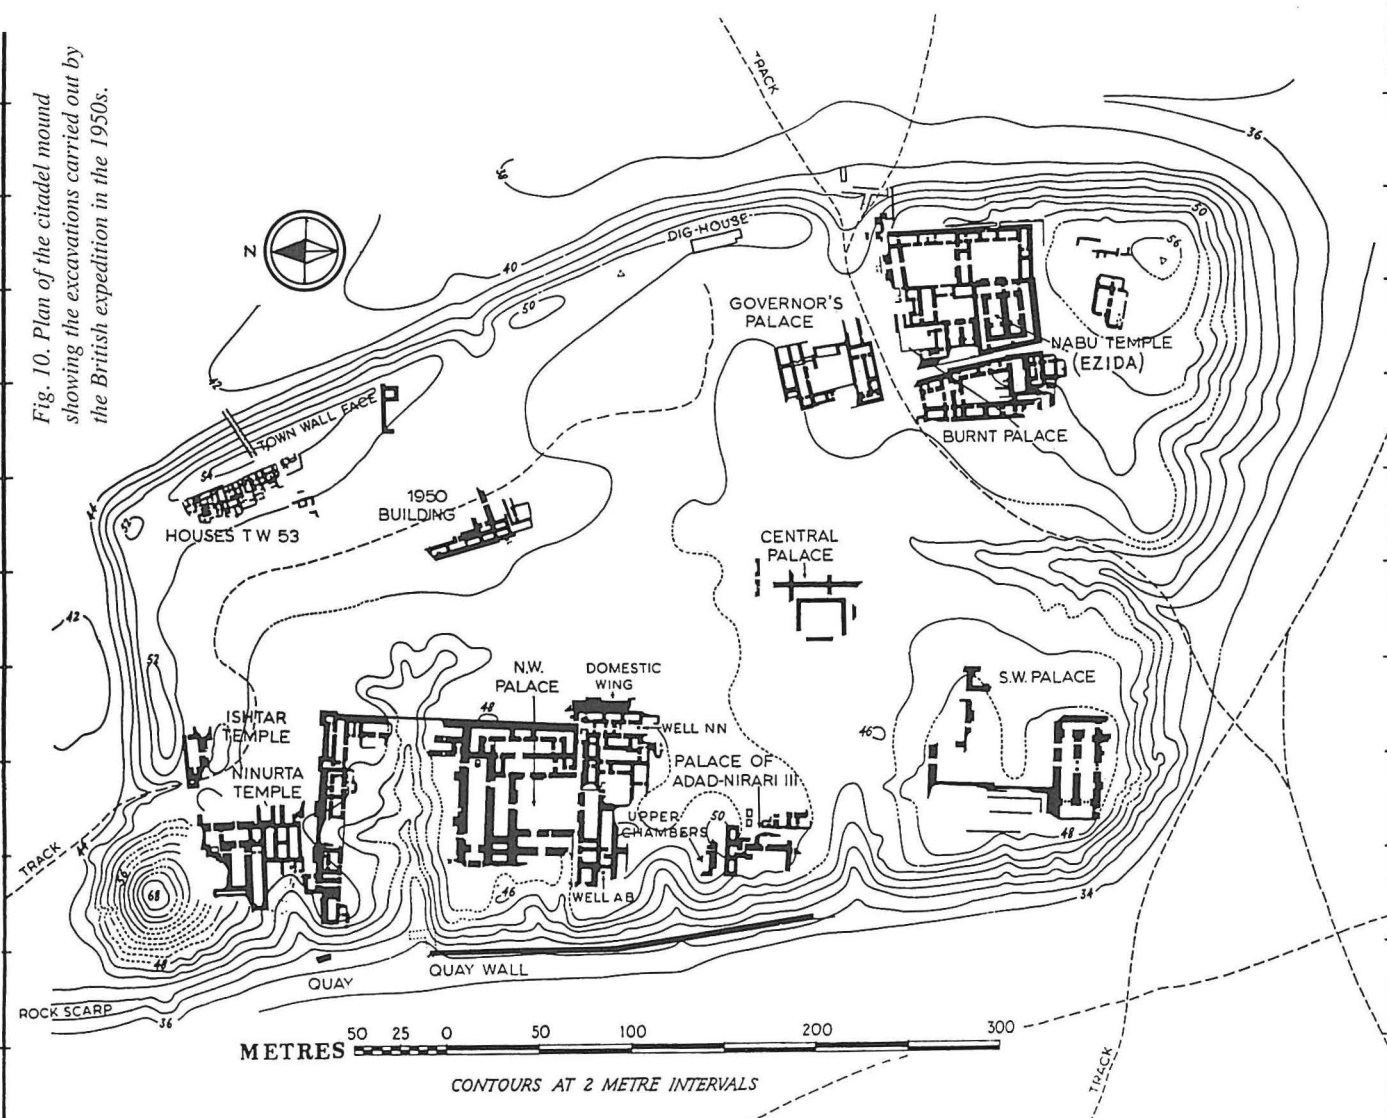 Fig. 10. Plan of the citadel mound
showing the excavations carried out by
the British expedition in the 1950s.
TRACK
36
38
50
DIG-HOUSE
56
N
40
GOVERNOR'S
PALACE
50
NABU TEMPLE
(EZIDA)
42
TOWN WALL FACE
BURNT PALACE
54
44
52
HOUSES T W 53
1950
BUILDING
CENTRAL
PALACE
42
52
N.W.
PALACE
DOMESTIC
WING
S.W. PALACE
ISHTAR
TEMPLE
48
WELL NN
46
NINURTA
TEMPLE
PALACE OF
ADAD-NIRARI III
UPPER
CHAMBERS
50
48
TRACK
44
56
68
46
WELL AB
34
48
QUAY WALL
QUAY
ROCK SCARP
36
METRES
50 25 0 50 100 200 300
TRACK
CONTOURS AT 2 METRE INTERVALS